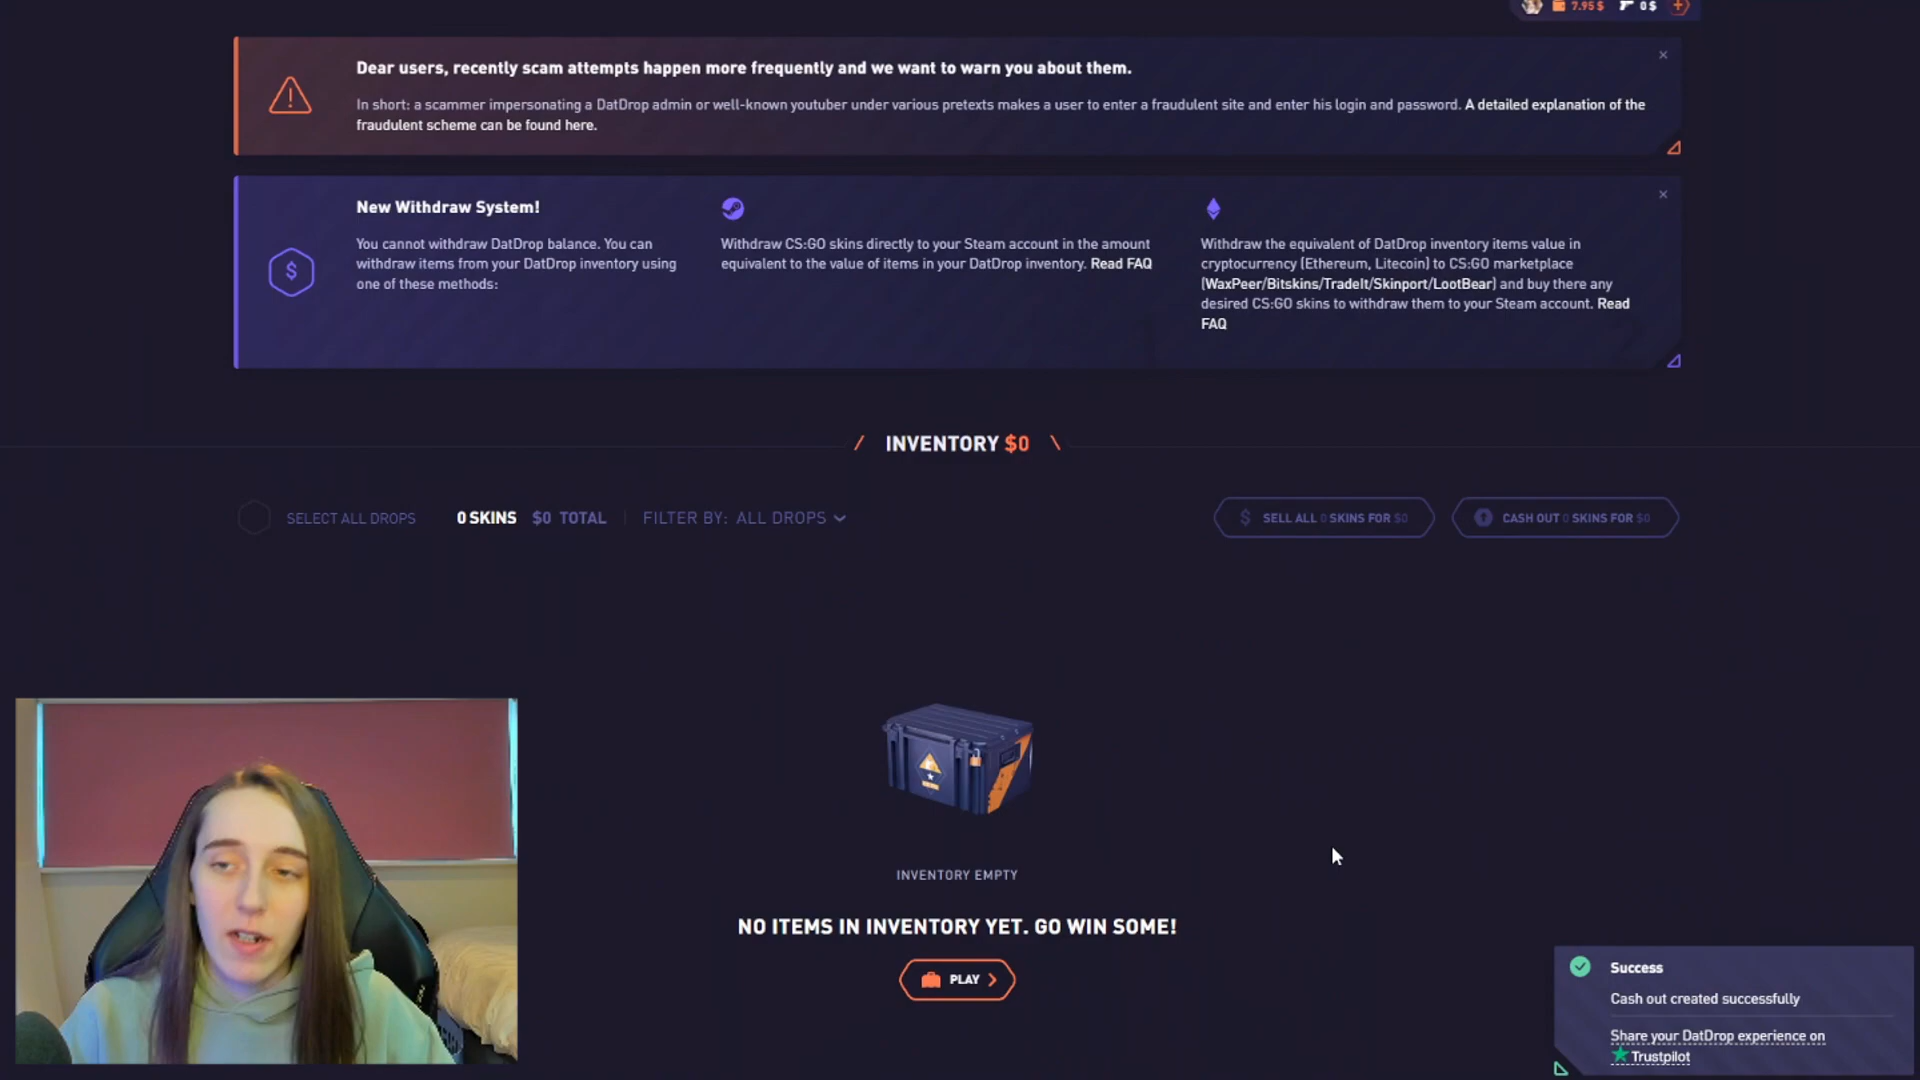 7.95 $ 0 $
Dear users, recently scam attempts happen more frequently and we want to warn you about them.
In short: a scammer impersonating a DatDrop admin or well-known youtuber under various pretexts makes a user to enter a fraudulent site and enter his login and password. A detailed explanation of the
fraudulent scheme can be found here.
New Withdraw System!
You cannot withdraw DatDrop balance. You can
withdraw items from your DatDrop inventory using
one of these methods:
Withdraw CS:GO skins directly to your Steam account in the amount
equivalent to the value of items in your DatDrop inventory. Read FAQ
Withdraw the equivalent of DatDrop inventory items value in
cryptocurrency (Ethereum, Litecoin) to CS:GO marketplace
(WaxPeer/Bitskins/TradeIt/Skinport/LootBear) and buy there any
desired CS:GO skins to withdraw them to your Steam account. Read
FAQ
INVENTORY $0
SELECT ALL DROPS 0 SKINS $0 TOTAL FILTER BY: ALL DROPS
SELL ALL 0 SKINS FOR $0
CASH OUT 0 SKINS FOR $0
INVENTORY EMPTY
NO ITEMS IN INVENTORY YET. GO WIN SOME!
PLAY
Success
Cash out created successfully
Share your DatDrop experience on
Trustpilot